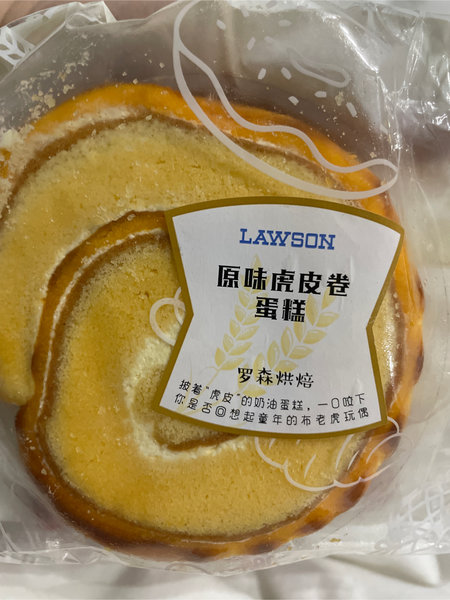 LAWSON
原味虎皮卷
蛋糕
罗森烘焙
披着“虎皮”的奶油蛋糕，一口咬下
你是否回想起童年的布老虎玩偶